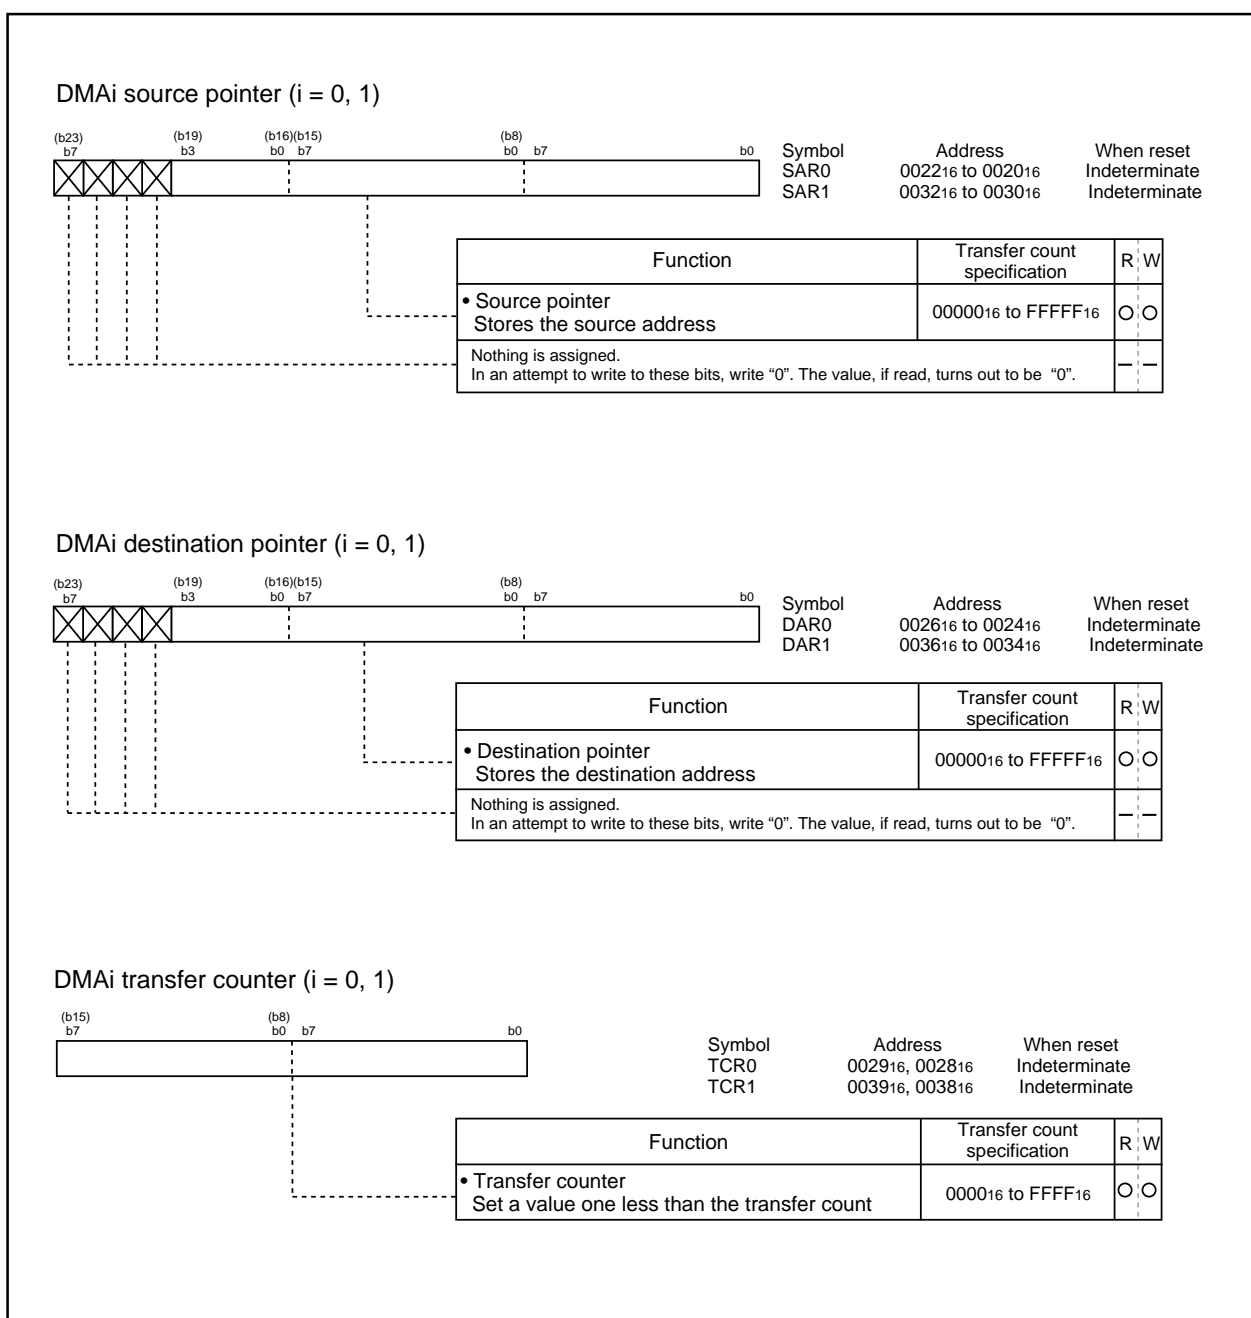 DMAi source pointer (i = 0, 1)
(b23) (b19) (b16)(b15) (b8)
b7 b3 b0 b7 b0 b7 b0
Symbol Address When reset
SAR0 002216 to 002016 Indeterminate
SAR1 003216 to 003016 Indeterminate
Function Transfer count specification R W
• Source pointer
Stores the source address 0000016 to FFFFF16
Nothing is assigned.
In an attempt to write to these bits, write “0”. The value, if read, turns out to be “0”.
DMAi destination pointer (i = 0, 1)
(b23) (b19) (b16)(b15) (b8)
b7 b3 b0 b7 b0 b7 b0
Symbol Address When reset
DAR0 002616 to 002416 Indeterminate
DAR1 003616 to 003416 Indeterminate
Function Transfer count specification R W
• Destination pointer
Stores the destination address 0000016 to FFFFF16
Nothing is assigned.
In an attempt to write to these bits, write “0”. The value, if read, turns out to be “0”.
DMAi transfer counter (i = 0, 1)
(b15) (b8)
b7 b0 b7 b0
Symbol Address When reset
TCR0 002916, 002816 Indeterminate
TCR1 003916, 003816 Indeterminate
Function Transfer count specification R W
• Transfer counter
Set a value one less than the transfer count 000016 to FFFF16